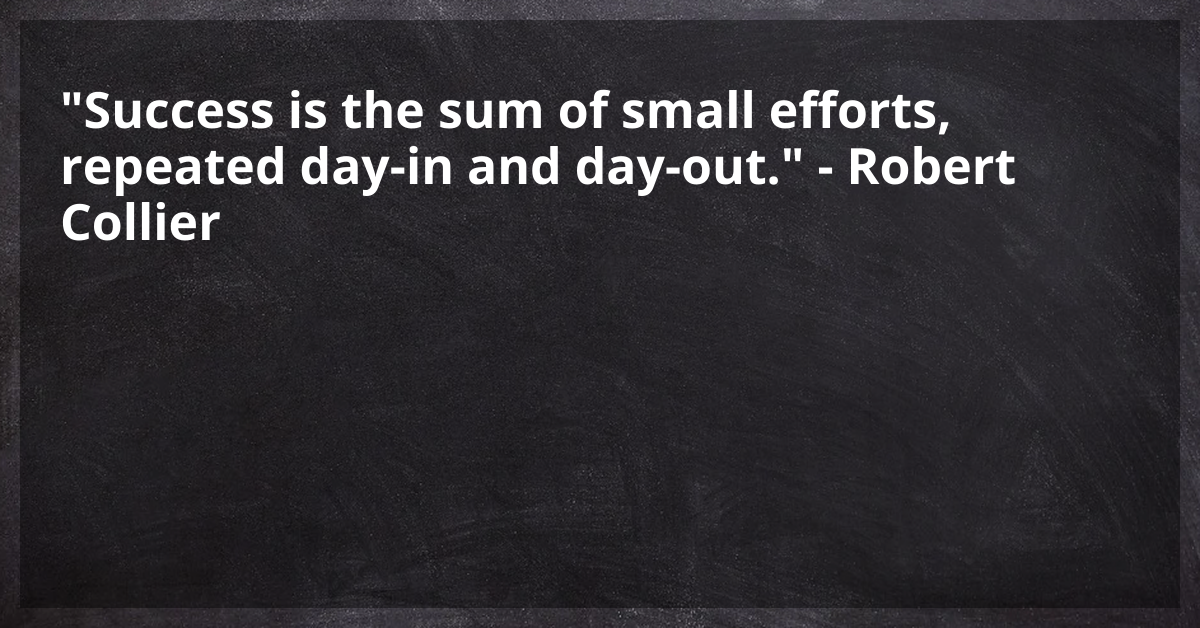 "Success is the sum of small efforts,
repeated day-in and day-out." - Robert
Collier